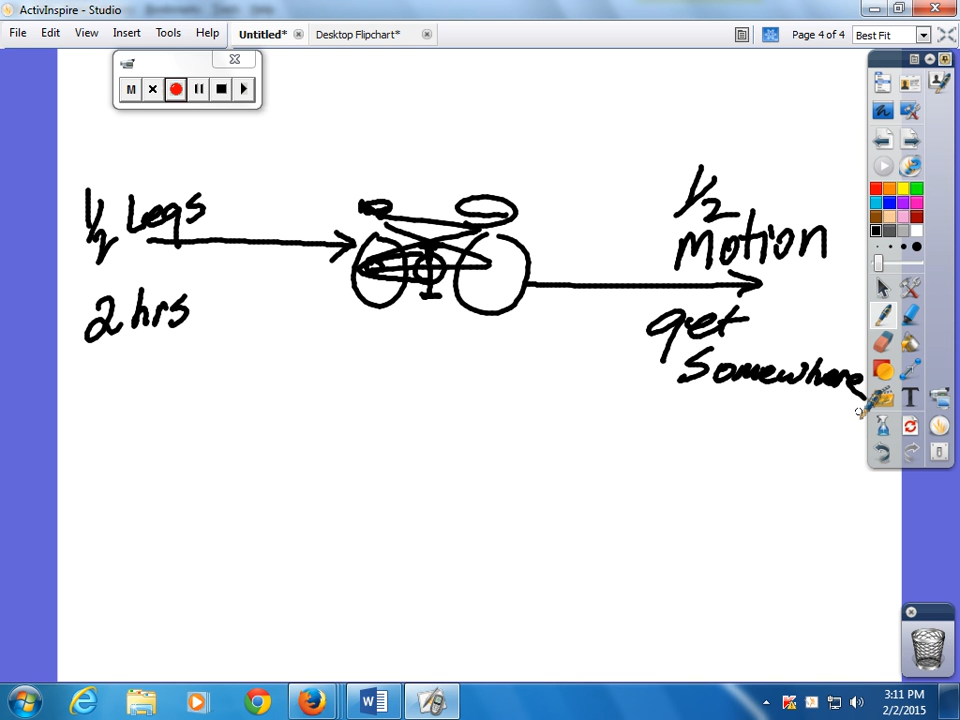 ActivInspire - Studio
File Edit View Insert Tools Help
Untitled*
Desktop Flipchart*
Page 4 of 4
Best Fit
M
1/2 Legs
2 hrs
1/2
Motion
get
Somewhere
T
W
3:11 PM
2/2/2015